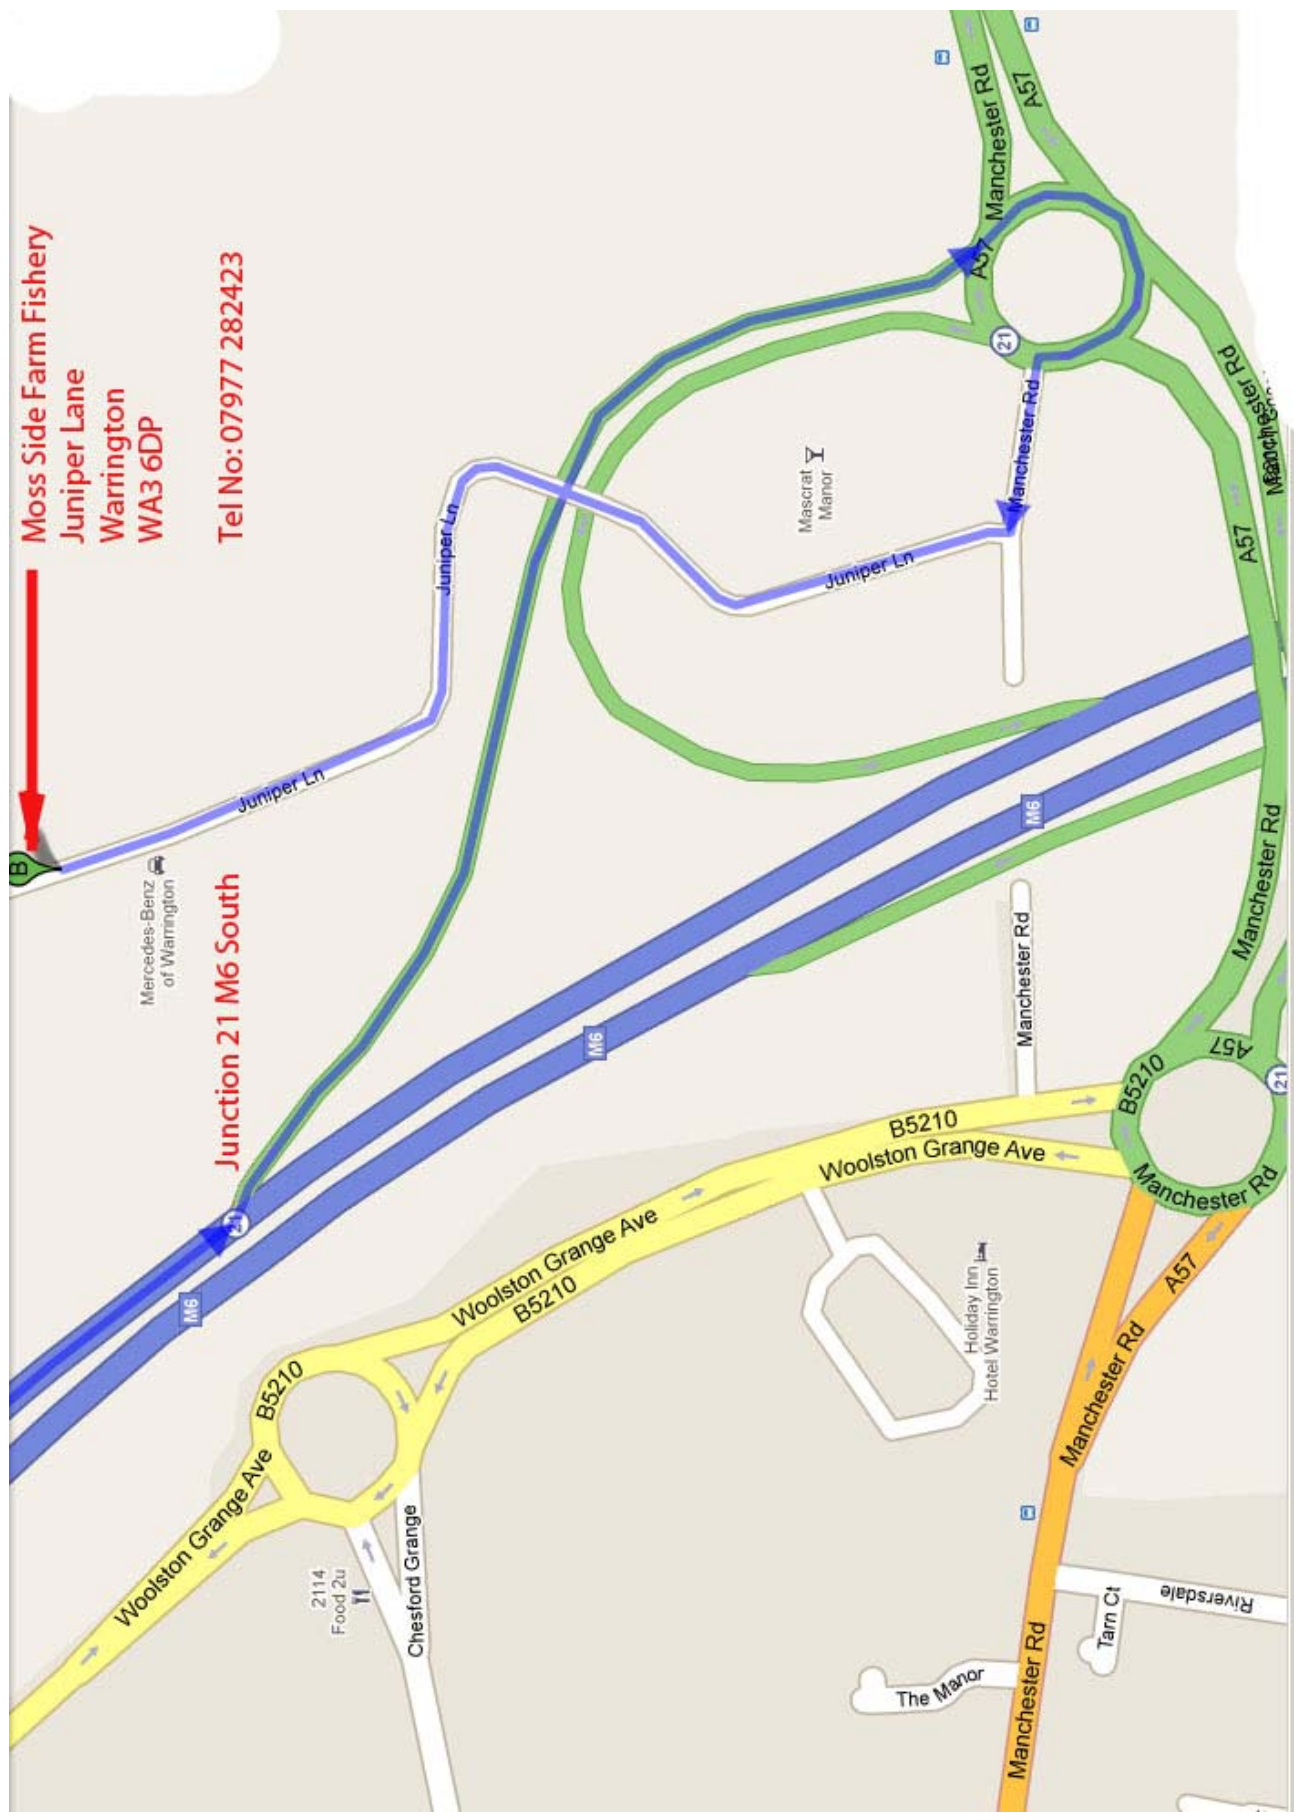 Moss Side Farm Fishery
Juniper Lane
Warrington
WA3 6DP
Tel No: 07977 282423
Junction 21 M6 South
B
Mercedes-Benz
of Warrington
Juniper Ln
Juniper Ln
Juniper Ln
Mascrat
Manor
Manchester Rd
A57
A57
21
Manchester Rd
Manchester Rd
A57
M6
M6
M6
21
Manchester Rd
Manchester Rd
A57
21
B5210
Manchester Rd
B5210
Woolston Grange Ave
Woolston Grange Ave
B5210
B5210
Woolston Grange Ave
2114
Food 2u
Chesford Grange
Holiday Inn
Hotel Warrington
A57
Manchester Rd
Manchester Rd
The Manor
Tarn Ct
Riversdale